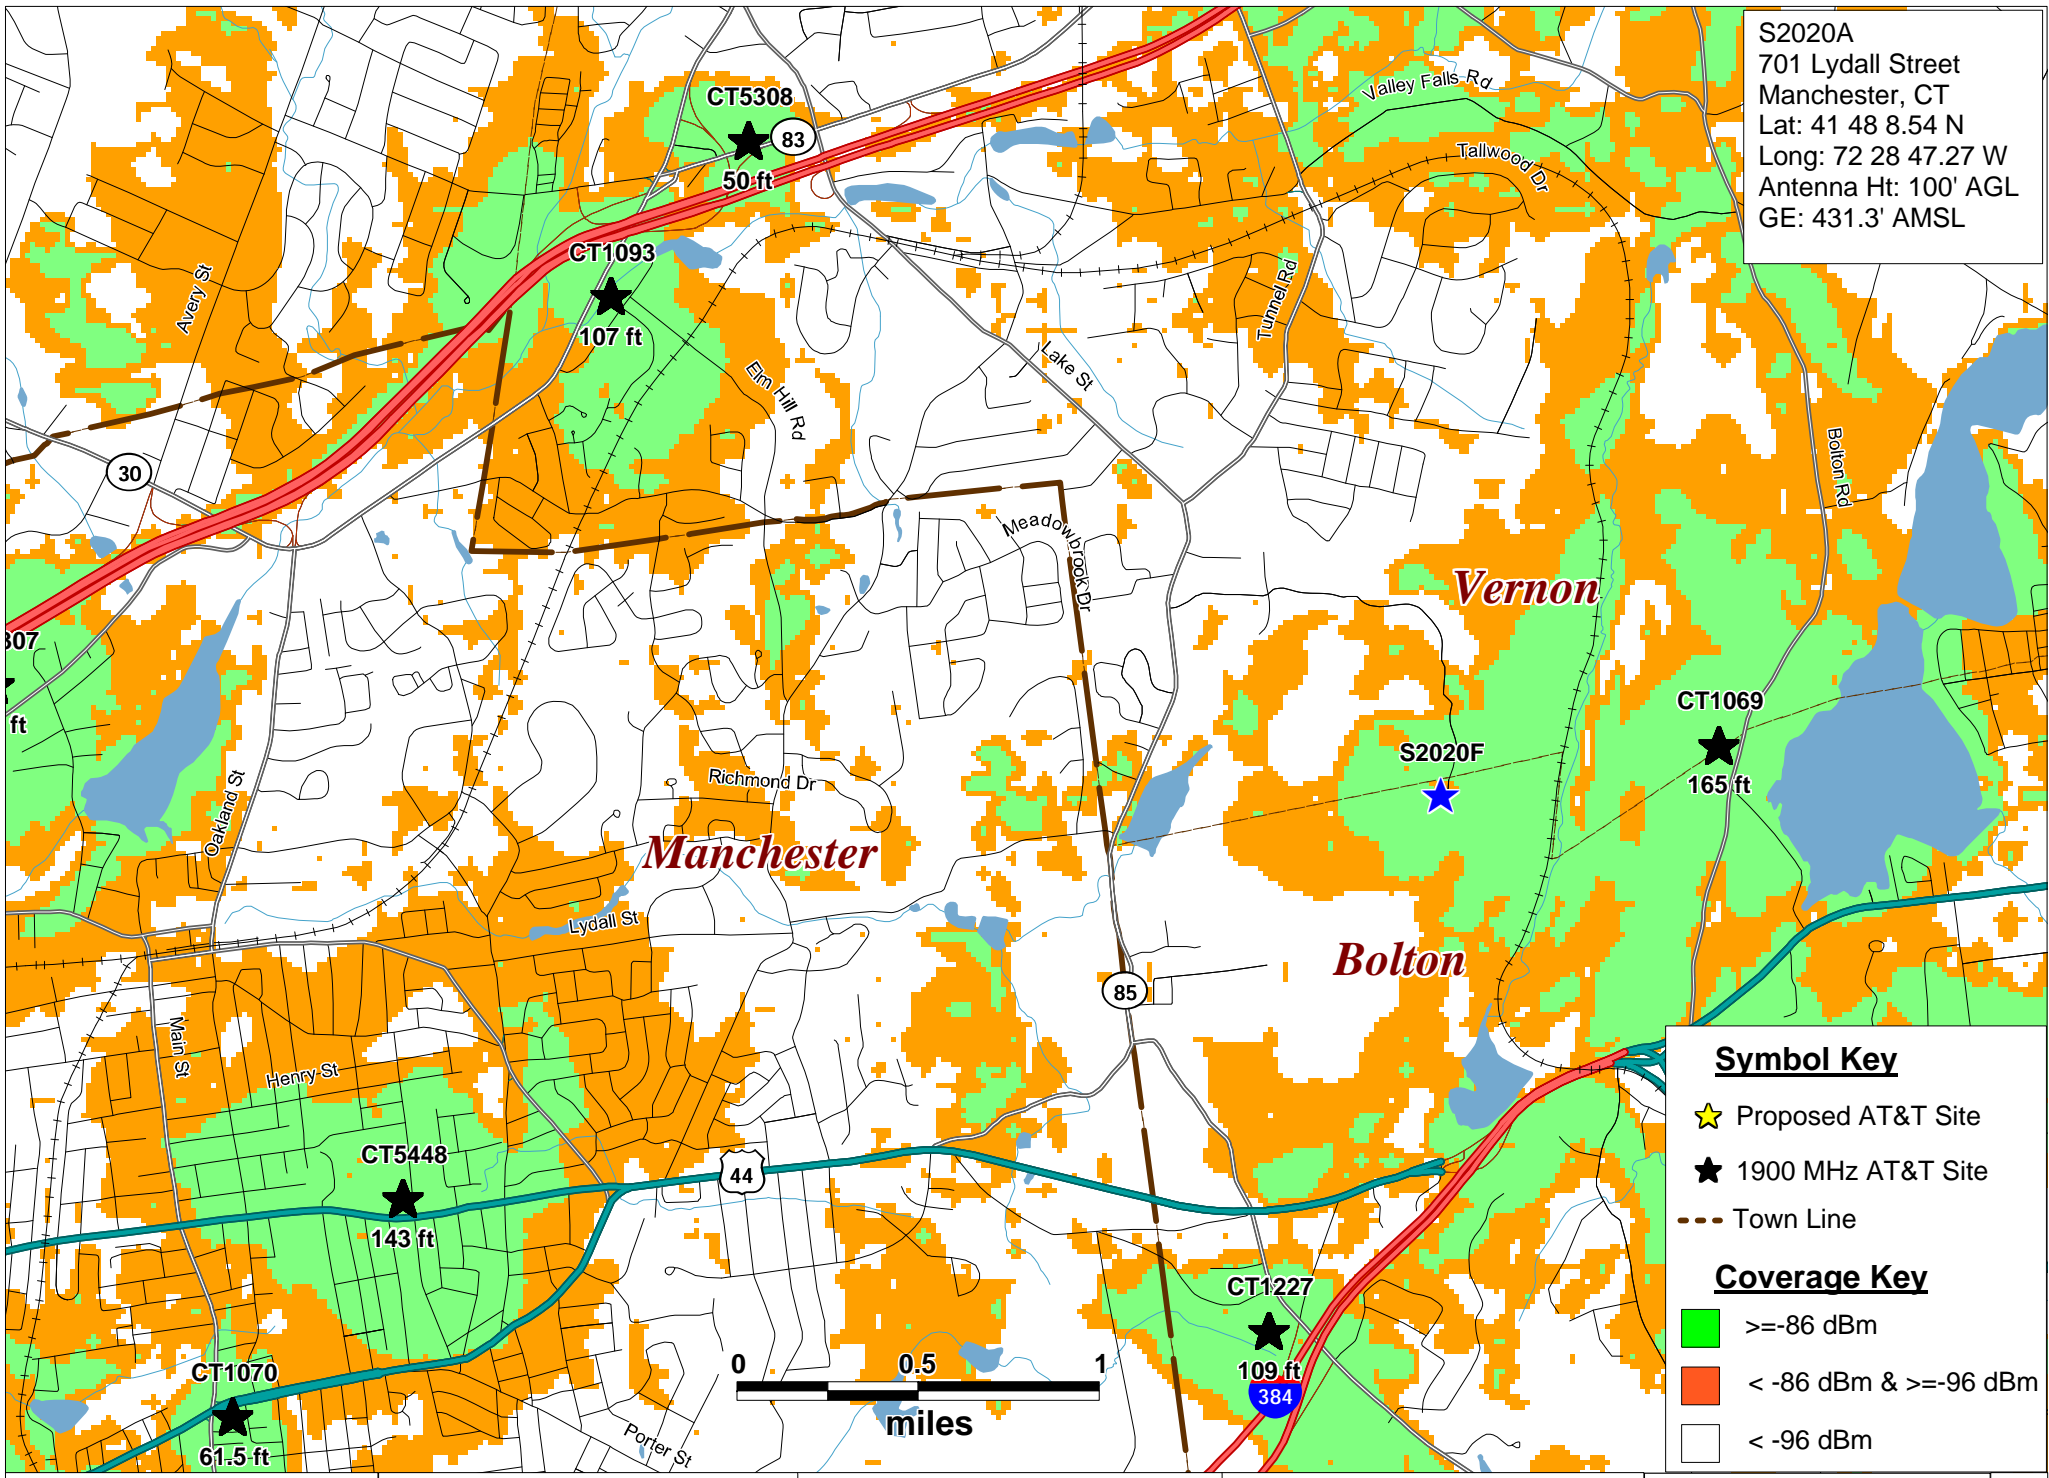 S2020A
701 Lydall Street
Manchester, CT
Lat: 41 48 8.54 N
Long: 72 28 47.27 W
Antenna Ht: 100' AGL
GE: 431.3' AMSL
CT5308
83
50 ft
Valley Falls Rd
Tallwood Dr
CT1093
107 ft
Avery St
Tunnel Rd
Elm Hill Rd
Lake St
30
Bolton Rd
Meadowbrook Dr
Vernon
307
ft
CT1069
165 ft
S2020F
Richmond Dr
Oakland St
Manchester
Lydall St
Bolton
85
Main St
Henry St
CT5448
143 ft
44
CT1227
109 ft
384
CT1070
61.5 ft
Porter St
0 0.5 1
miles
Symbol Key
Proposed AT&T Site
1900 MHz AT&T Site
Town Line
Coverage Key
>=-86 dBm
< -86 dBm & >=-96 dBm
< -96 dBm